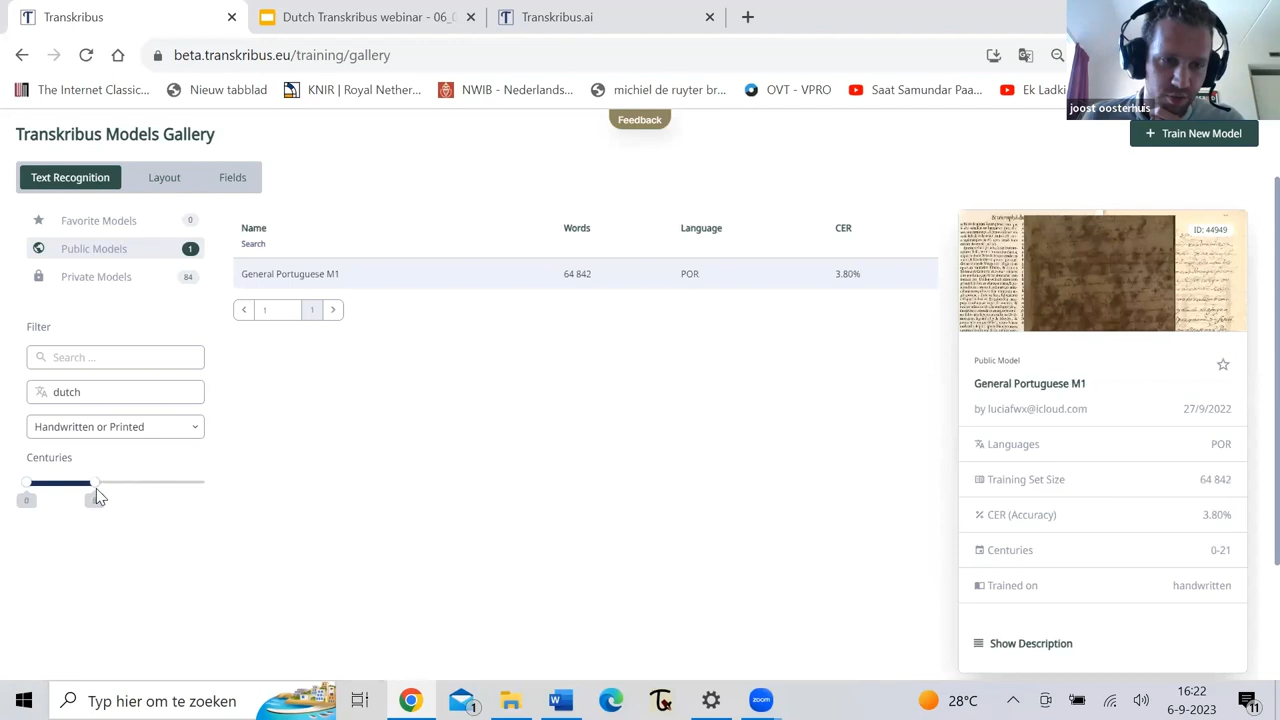 Transkribus
Dutch Transkribus webinar - 06_
Transkribus.ai
beta.transkribus.eu/training/gallery
The Internet Classic...
Nieuw tabblad
KNIR | Royal Nether...
NWIB - Nederlands...
michiel de ruyter br...
OVT - VPRO
Saat Samundar Paa...
Ek Ladki
joost oosterhuis
Transkribus Models Gallery
Feedback
+ Train New Model
Text Recognition
Layout
Fields
Favorite Models
0
Public Models
1
Private Models
84
Filter
Search ...
dutch
Handwritten or Printed
Centuries
0
Name
Words
Language
CER
Search
General Portuguese M1
64 842
POR
3.80%
1
1
ID: 44949
Public Model
General Portuguese M1
by luciafwx@icloud.com
27/9/2022
Languages
POR
Training Set Size
64 842
CER (Accuracy)
3.80%
Centuries
0-21
Trained on
handwritten
Show Description
Typ hier om te zoeken
1
28°C
16:22
6-9-2023
11